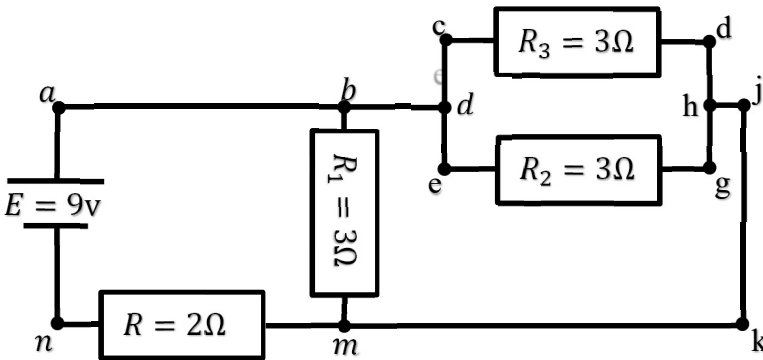 c
R₃ = 3Ω
d
e
a
b
d
h
j
e
R₂ = 3Ω
g
R₁ = 3Ω
E = 9v
n
R = 2Ω
m
k